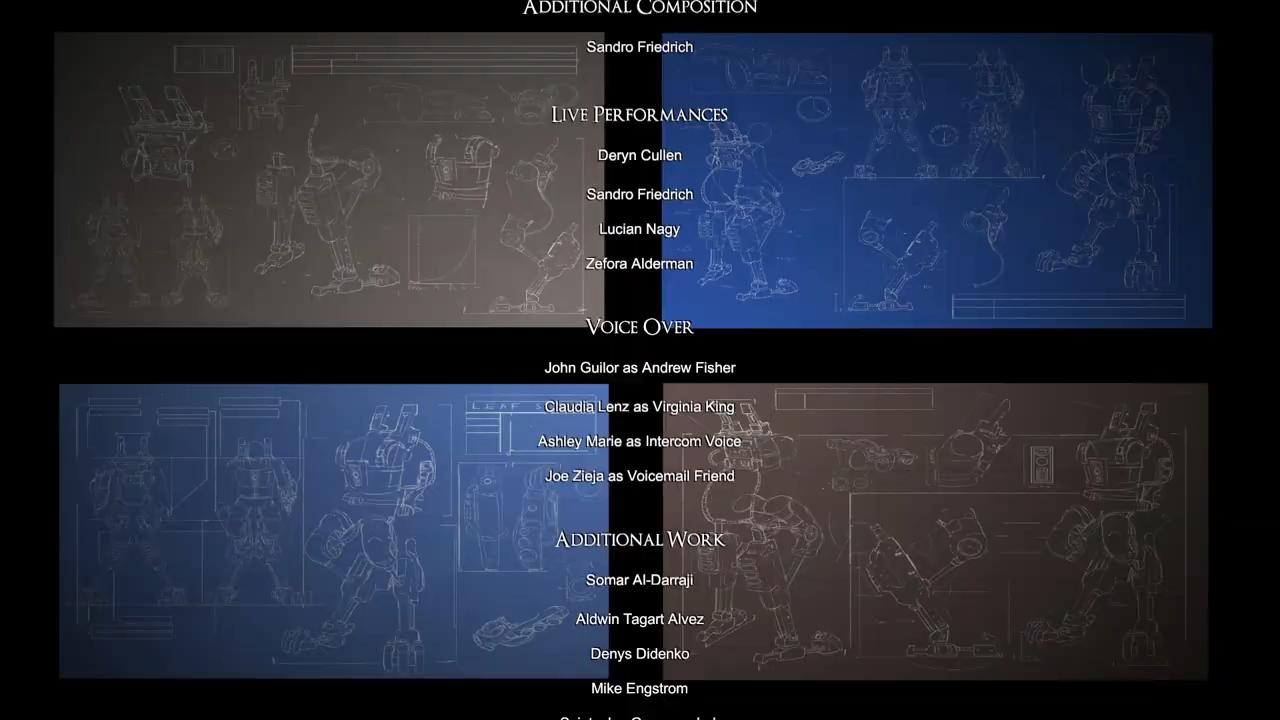 ADDITIONAL COMPOSITION
Sandro Friedrich
LIVE PERFORMANCES
Deryn Cullen
Sandro Friedrich
Lucian Nagy
Zefora Alderman
VOICE OVER
John Guilor as Andrew Fisher
Claudia Lenz as Virginia King
Ashley Marie as Intercom Voice
Joe Zieja as Voicemail Friend
ADDITIONAL WORK
Somar Al-Darraji
Aldwin Tagart Alvez
Denys Didenko
Mike Engstrom
LEAF